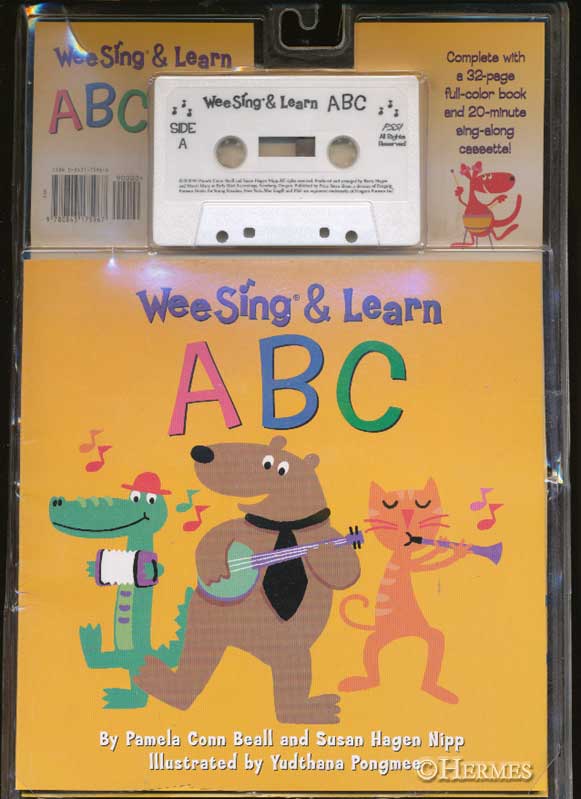 Wee Sing® & Learn
ABC
Complete with
a 32-page
full-color book
and 20-minute
sing-along
cassette!
Wee Sing® & Learn ABC
SIDE
A
PSS!
All Rights
Reserved
Wee Sing® & Learn
ABC
By Pamela Conn Beall and Susan Hagen Nipp
Illustrated by Yudthana Pongmee
©HERMES